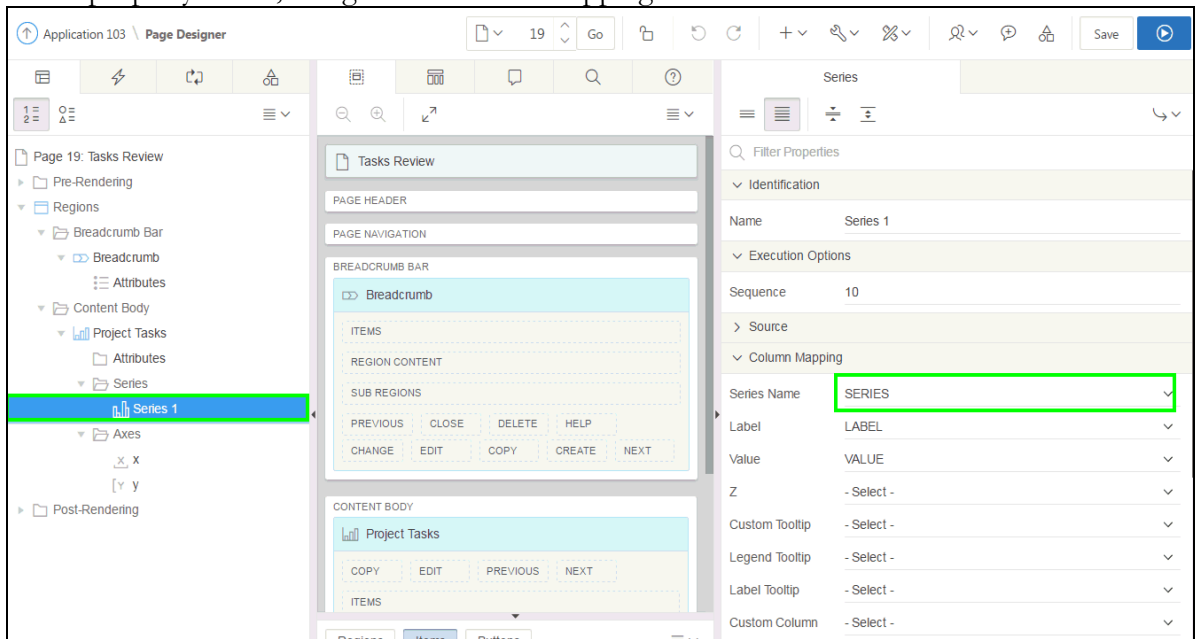 Application 103 \ Page Designer
19
Go
Save
Page 19: Tasks Review
Pre-Rendering
Regions
Breadcrumb Bar
Breadcrumb
Attributes
Content Body
Project Tasks
Attributes
Series
Series 1
Axes
x
y
Post-Rendering
Tasks Review
PAGE HEADER
PAGE NAVIGATION
BREADCRUMB BAR
Breadcrumb
ITEMS
REGION CONTENT
SUB REGIONS
PREVIOUS CLOSE DELETE HELP
CHANGE EDIT COPY CREATE NEXT
CONTENT BODY
Project Tasks
COPY EDIT PREVIOUS NEXT
ITEMS
Regions Items Buttons
Series
Filter Properties
Identification
Name Series 1
Execution Options
Sequence 10
Source
Column Mapping
Series Name SERIES
Label LABEL
Value VALUE
Z - Select -
Custom Tooltip - Select -
Legend Tooltip - Select -
Label Tooltip - Select -
Custom Column - Select -